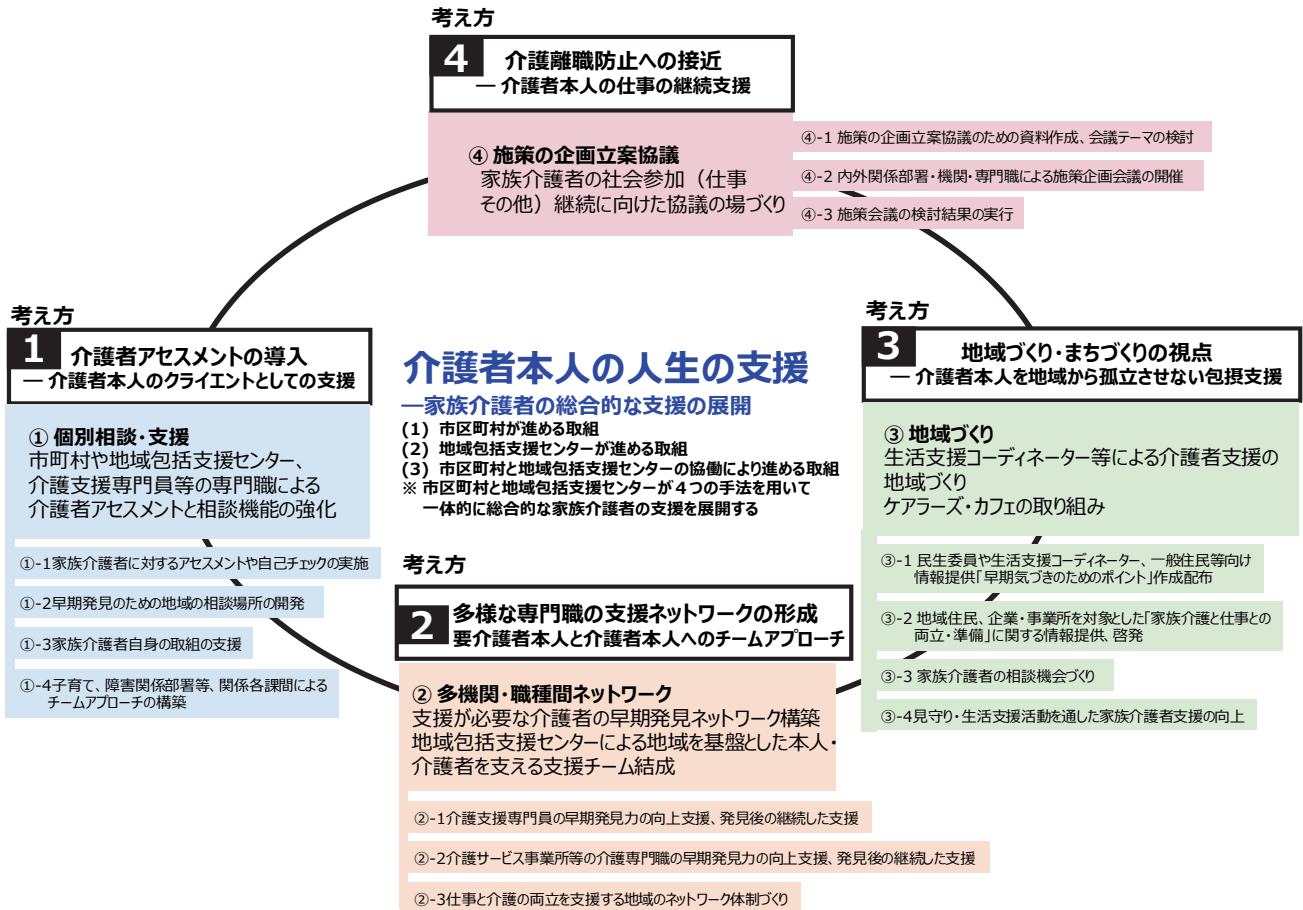 考え方
4 介護離職防止への接近
― 介護者本人の仕事の継続支援
④ 施策の企画立案協議
家族介護者の社会参加（仕事
その他）継続に向けた協議の場づくり
④-1 施策の企画立案協議のための資料作成、会議テーマの検討
④-2 内外関係部署・機関・専門職による施策企画会議の開催
④-3 施策会議の検討結果の実行
考え方
1 介護者アセスメントの導入
― 介護者本人のクライエントとしての支援
① 個別相談・支援
市町村や地域包括支援センター、
介護支援専門員等の専門職による
介護者アセスメントと相談機能の強化
①-1家族介護者に対するアセスメントや自己チェックの実施
①-2早期発見のための地域の相談場所の開発
①-3家族介護者自身の取組の支援
①-4子育て、障害関係部署等、関係各課間による
チームアプローチの構築
介護者本人の人生の支援
―家族介護者の総合的な支援の展開
(1) 市区町村が進める取組
(2) 地域包括支援センターが進める取組
(3) 市区町村と地域包括支援センターの協働により進める取組
※ 市区町村と地域包括支援センターが４つの手法を用いて
一体的に総合的な家族介護者の支援を展開する
考え方
2 多様な専門職の支援ネットワークの形成
要介護者本人と介護者本人へのチームアプローチ
② 多機関・職種間ネットワーク
支援が必要な介護者の早期発見ネットワーク構築
地域包括支援センターによる地域を基盤とした本人・
介護者を支える支援チーム結成
②-1介護支援専門員の早期発見力の向上支援、発見後の継続した支援
②-2介護サービス事業所等の介護専門職の早期発見力の向上支援、発見後の継続した支援
②-3仕事と介護の両立を支援する地域のネットワーク体制づくり
考え方
3 地域づくり・まちづくりの視点
― 介護者本人を地域から孤立させない包摂支援
③ 地域づくり
生活支援コーディネーター等による介護者支援の
地域づくり
ケアラーズ・カフェの取り組み
③-1 民生委員や生活支援コーディネーター、一般住民等向け
情報提供「早期気づきのためのポイント」作成配布
③-2 地域住民、企業・事業所を対象とした「家族介護と仕事との
両立・準備」に関する情報提供、啓発
③-3 家族介護者の相談機会づくり
③-4見守り・生活支援活動を通した家族介護者支援の向上